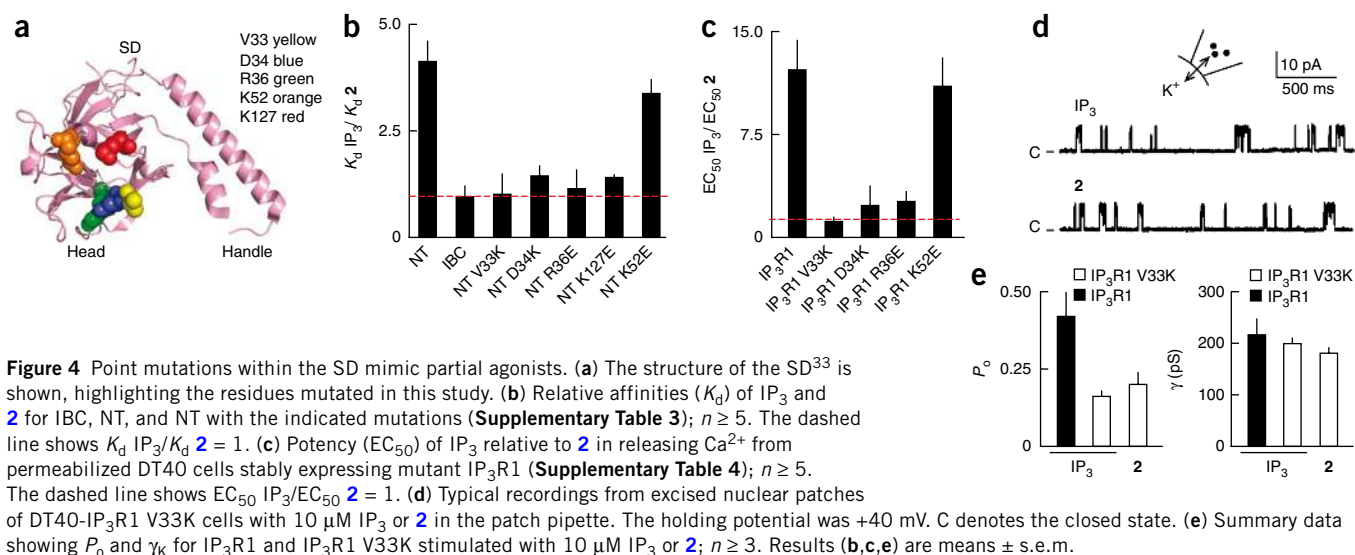 a
SD
V33 yellow
D34 blue
R36 green
K52 orange
K127 red
Head
Handle
b
5.0
2.5
0
Kd IP3/ Kd 2
NT
IBC
NT V33K
NT D34K
NT R36E
NT K127E
NT K52E
c
15.0
7.5
0
EC50 IP3/ EC50 2
IP3R1
IP3R1 V33K
IP3R1 D34K
IP3R1 R36E
IP3R1 K52E
d
K+
10 pA
500 ms
IP3
C
2
C
e
IP3R1 V33K
IP3R1
0.50
0.25
0
Po
IP3
2
IP3R1 V33K
IP3R1
300
200
100
0
γ (pS)
IP3
2
Figure 4 Point mutations within the SD mimic partial agonists. (a) The structure of the SD33 is
shown, highlighting the residues mutated in this study. (b) Relative affinities (Kd) of IP3 and
2 for IBC, NT, and NT with the indicated mutations (Supplementary Table 3); n ≥ 5. The dashed
line shows Kd IP3/Kd 2 = 1. (c) Potency (EC50) of IP3 relative to 2 in releasing Ca2+ from
permeabilized DT40 cells stably expressing mutant IP3R1 (Supplementary Table 4); n ≥ 5.
The dashed line shows EC50 IP3/EC50 2 = 1. (d) Typical recordings from excised nuclear patches
of DT40-IP3R1 V33K cells with 10 μM IP3 or 2 in the patch pipette. The holding potential was +40 mV. C denotes the closed state. (e) Summary data
showing Po and γK for IP3R1 and IP3R1 V33K stimulated with 10 μM IP3 or 2; n ≥ 3. Results (b,c,e) are means ± s.e.m.